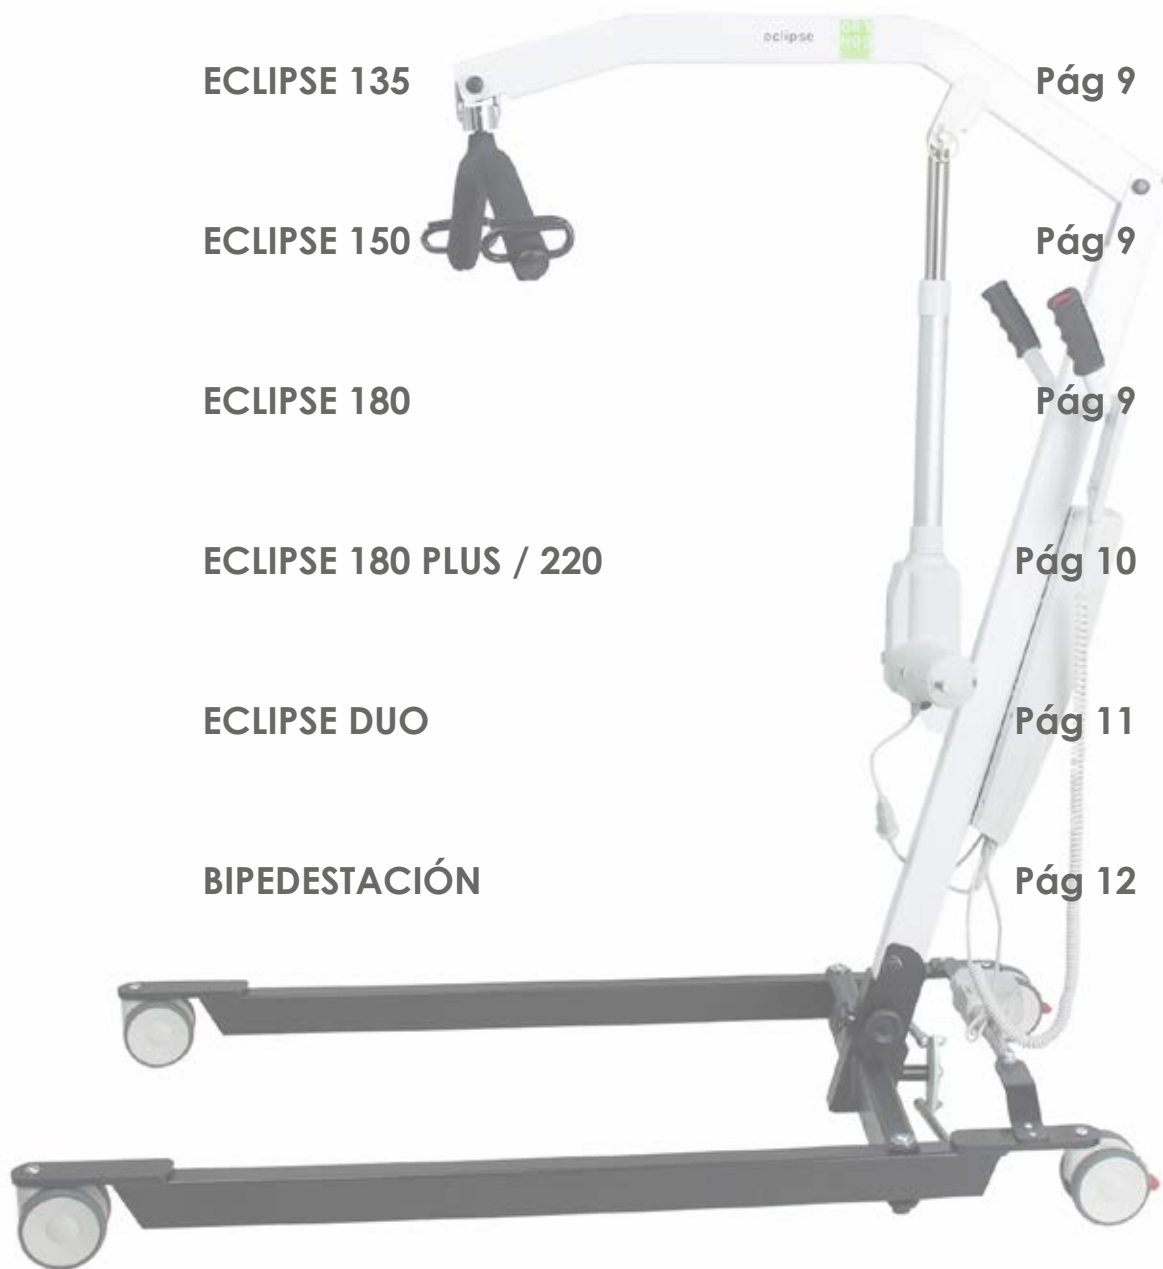 eclipse
ECLIPSE 135 Pág 9
ECLIPSE 150 Pág 9
ECLIPSE 180 Pág 9
ECLIPSE 180 PLUS / 220 Pág 10
ECLIPSE DUO Pág 11
BIPEDESTACIÓN Pág 12